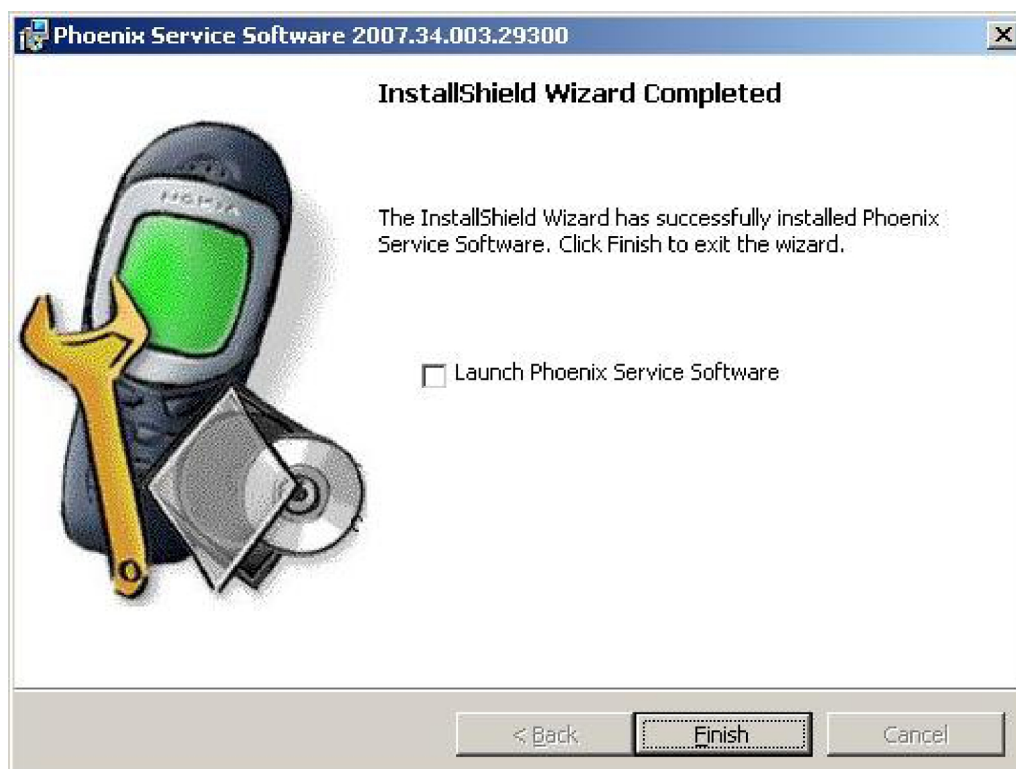 Phoenix Service Software 2007.34.003.29300
InstallShield Wizard Completed
NOKIA
The InstallShield Wizard has successfully installed Phoenix
Service Software. Click Finish to exit the wizard.
Launch Phoenix Service Software
< Back
Finish
Cancel